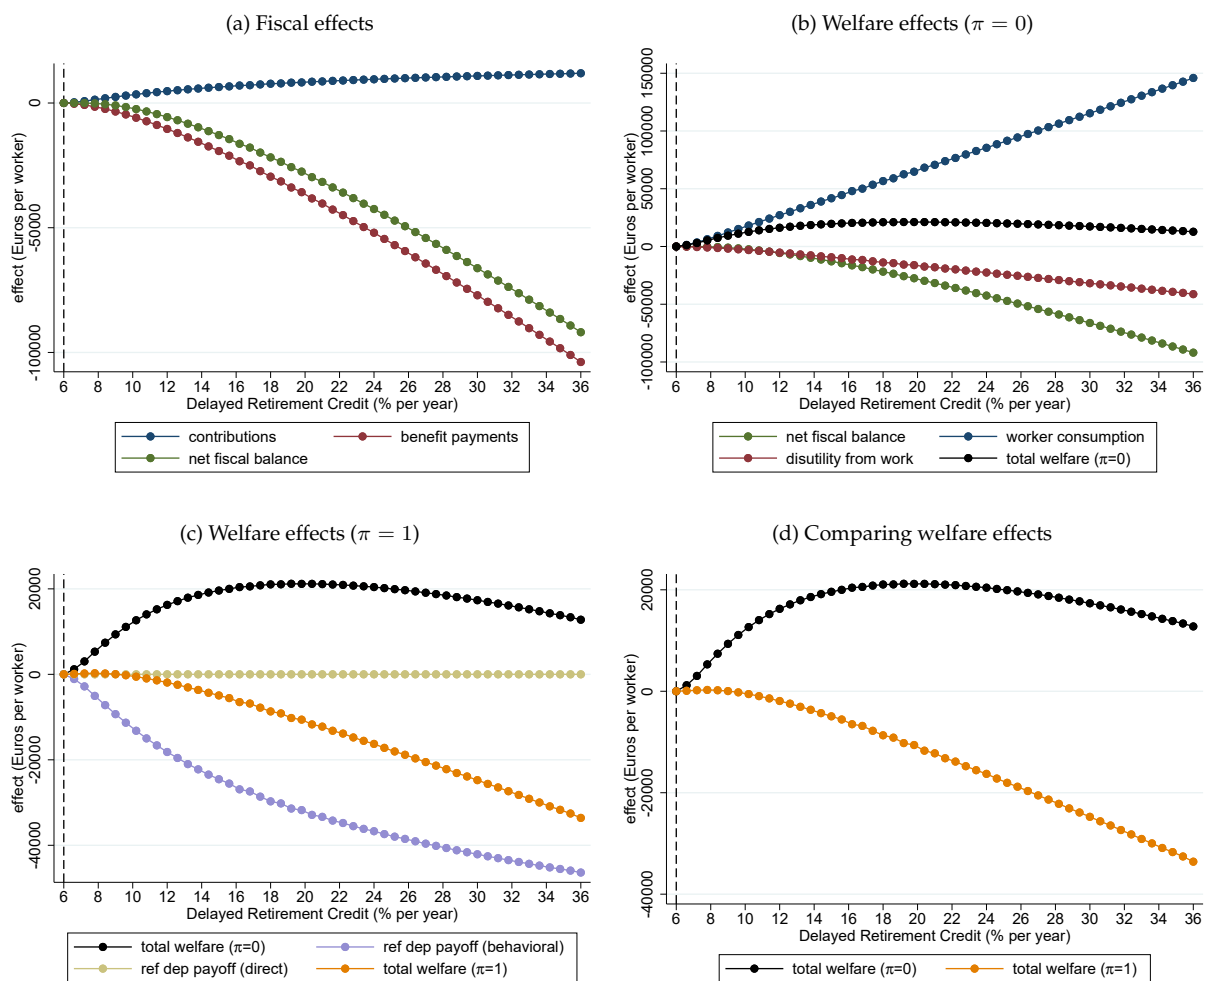 (a) Fiscal effects
effect (Euros per worker)
0
-50000
-100000
6 8 10 12 14 16 18 20 22 24 26 28 30 32 34 36
Delayed Retirement Credit (% per year)
contributions benefit payments
net fiscal balance
(b) Welfare effects (π = 0)
effect (Euros per worker)
150000
100000
50000
0
-50000
-100000
6 8 10 12 14 16 18 20 22 24 26 28 30 32 34 36
Delayed Retirement Credit (% per year)
net fiscal balance worker consumption
disutility from work total welfare (π=0)
(c) Welfare effects (π = 1)
effect (Euros per worker)
20000
0
-20000
-40000
6 8 10 12 14 16 18 20 22 24 26 28 30 32 34 36
Delayed Retirement Credit (% per year)
total welfare (π=0) ref dep payoff (behavioral)
ref dep payoff (direct) total welfare (π=1)
(d) Comparing welfare effects
effect (Euros per worker)
20000
0
-20000
-40000
6 8 10 12 14 16 18 20 22 24 26 28 30 32 34 36
Delayed Retirement Credit (% per year)
total welfare (π=0) total welfare (π=1)